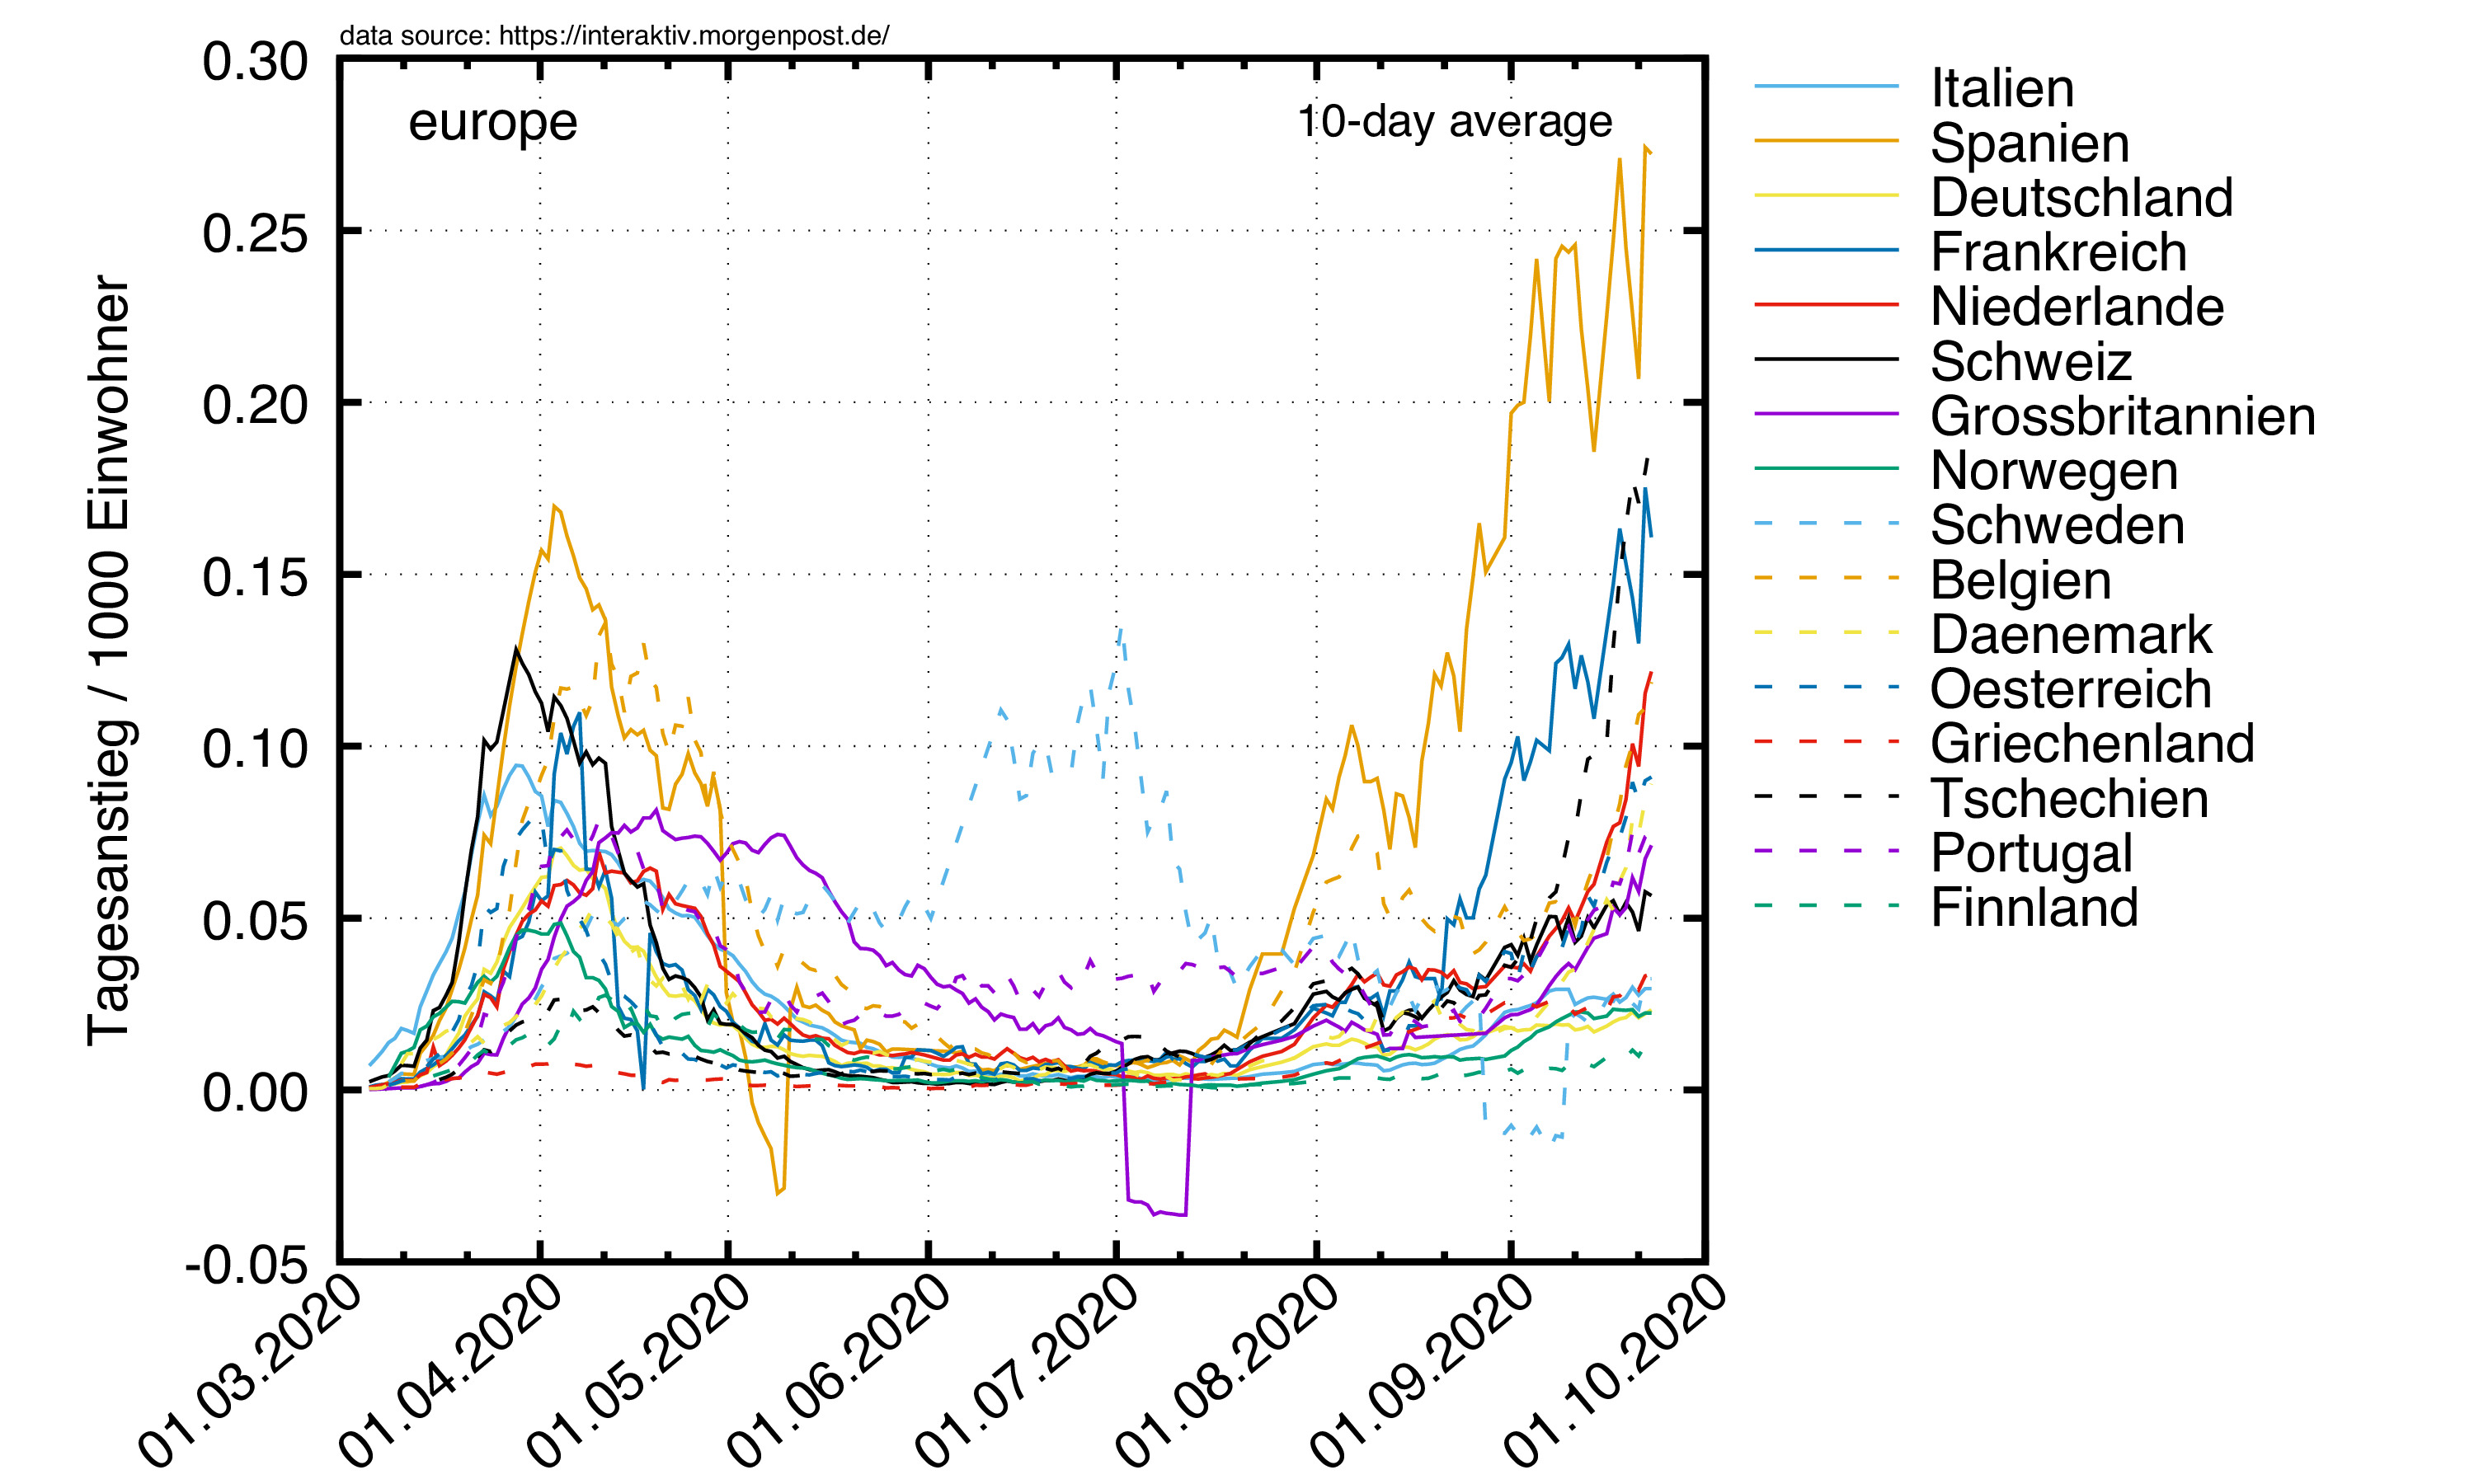 data source: https://interaktiv.morgenpost.de/
europe
10-day average
Tagesanstieg / 1000 Einwohner
0.30
0.25
0.20
0.15
0.10
0.05
0.00
-0.05
01.03.2020
01.04.2020
01.05.2020
01.06.2020
01.07.2020
01.08.2020
01.09.2020
01.10.2020
Italien
Spanien
Deutschland
Frankreich
Niederlande
Schweiz
Grossbritannien
Norwegen
Schweden
Belgien
Daenemark
Oesterreich
Griechenland
Tschechien
Portugal
Finnland